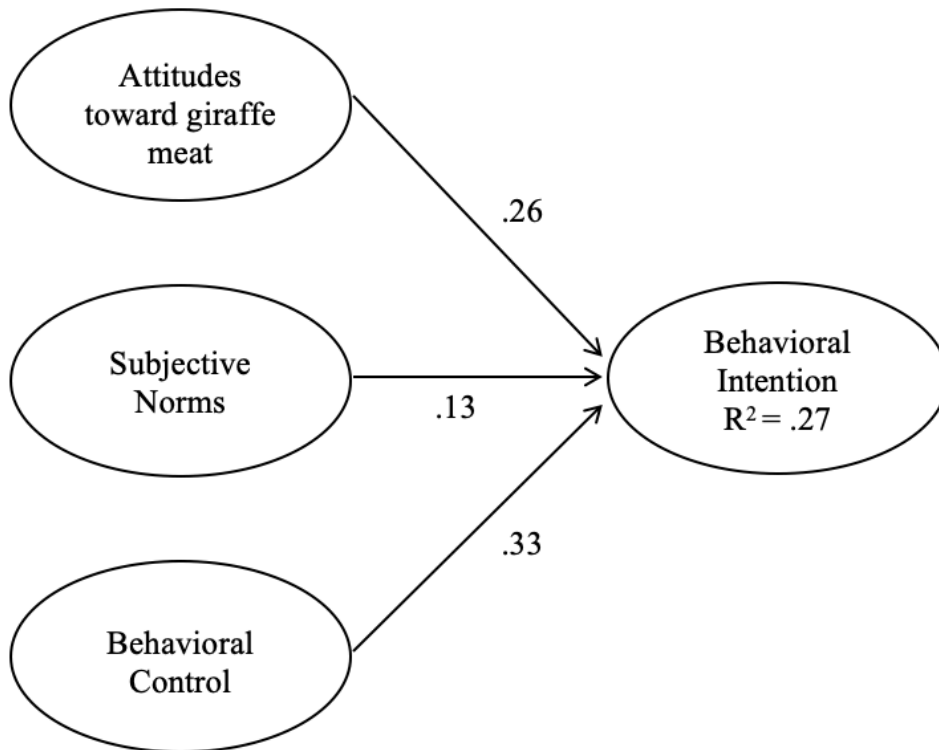 Attitudes
toward giraffe
meat
.26
Subjective
Norms
.13
Behavioral
Intention
R² = .27
.33
Behavioral
Control